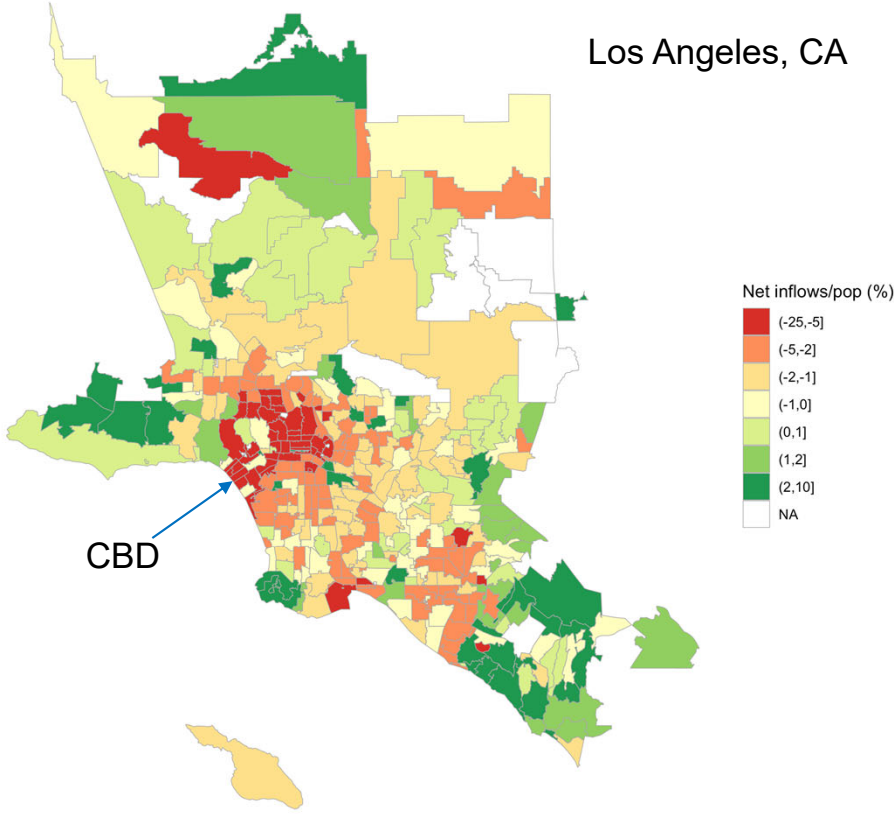 Los Angeles, CA
Net inflows/pop (%)
(-25,-5]
(-5,-2]
(-2,-1]
(-1,0]
(0,1]
(1,2]
(2,10]
NA
CBD